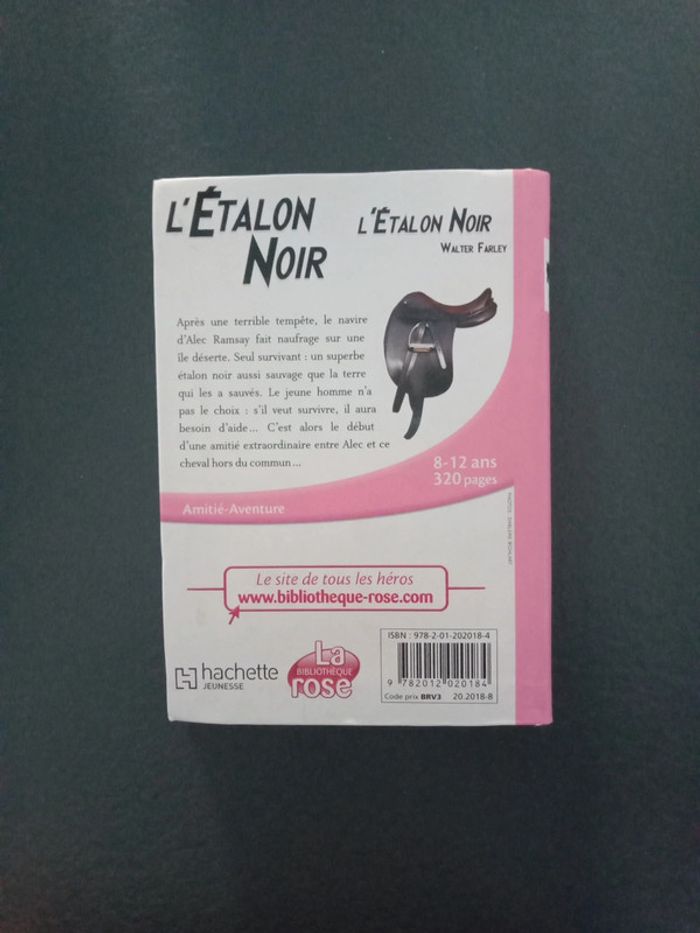 L'ÉTALON
NOIR
L'ÉTALON NOIR
WALTER FARLEY
Après une terrible tempête, le navire
d'Alec Ramsay fait naufrage sur une
île déserte. Seul survivant : un superbe
étalon noir aussi sauvage que la terre
qui les a sauvés. Le jeune homme n'a
pas le choix : s'il veut survivre, il aura
besoin d'aide... C'est alors le début
d'une amitié extraordinaire entre Alec et ce
cheval hors du commun...
8-12 ans
320 pages
Amitié-Aventure
Le site de tous les héros
www.bibliotheque-rose.com
hachette
JEUNESSE
La
BIBLIOTHÈQUE
rose
ISBN : 978-2-01-202018-4
9 782012 020184
Code prix BRV3 20.2018-8